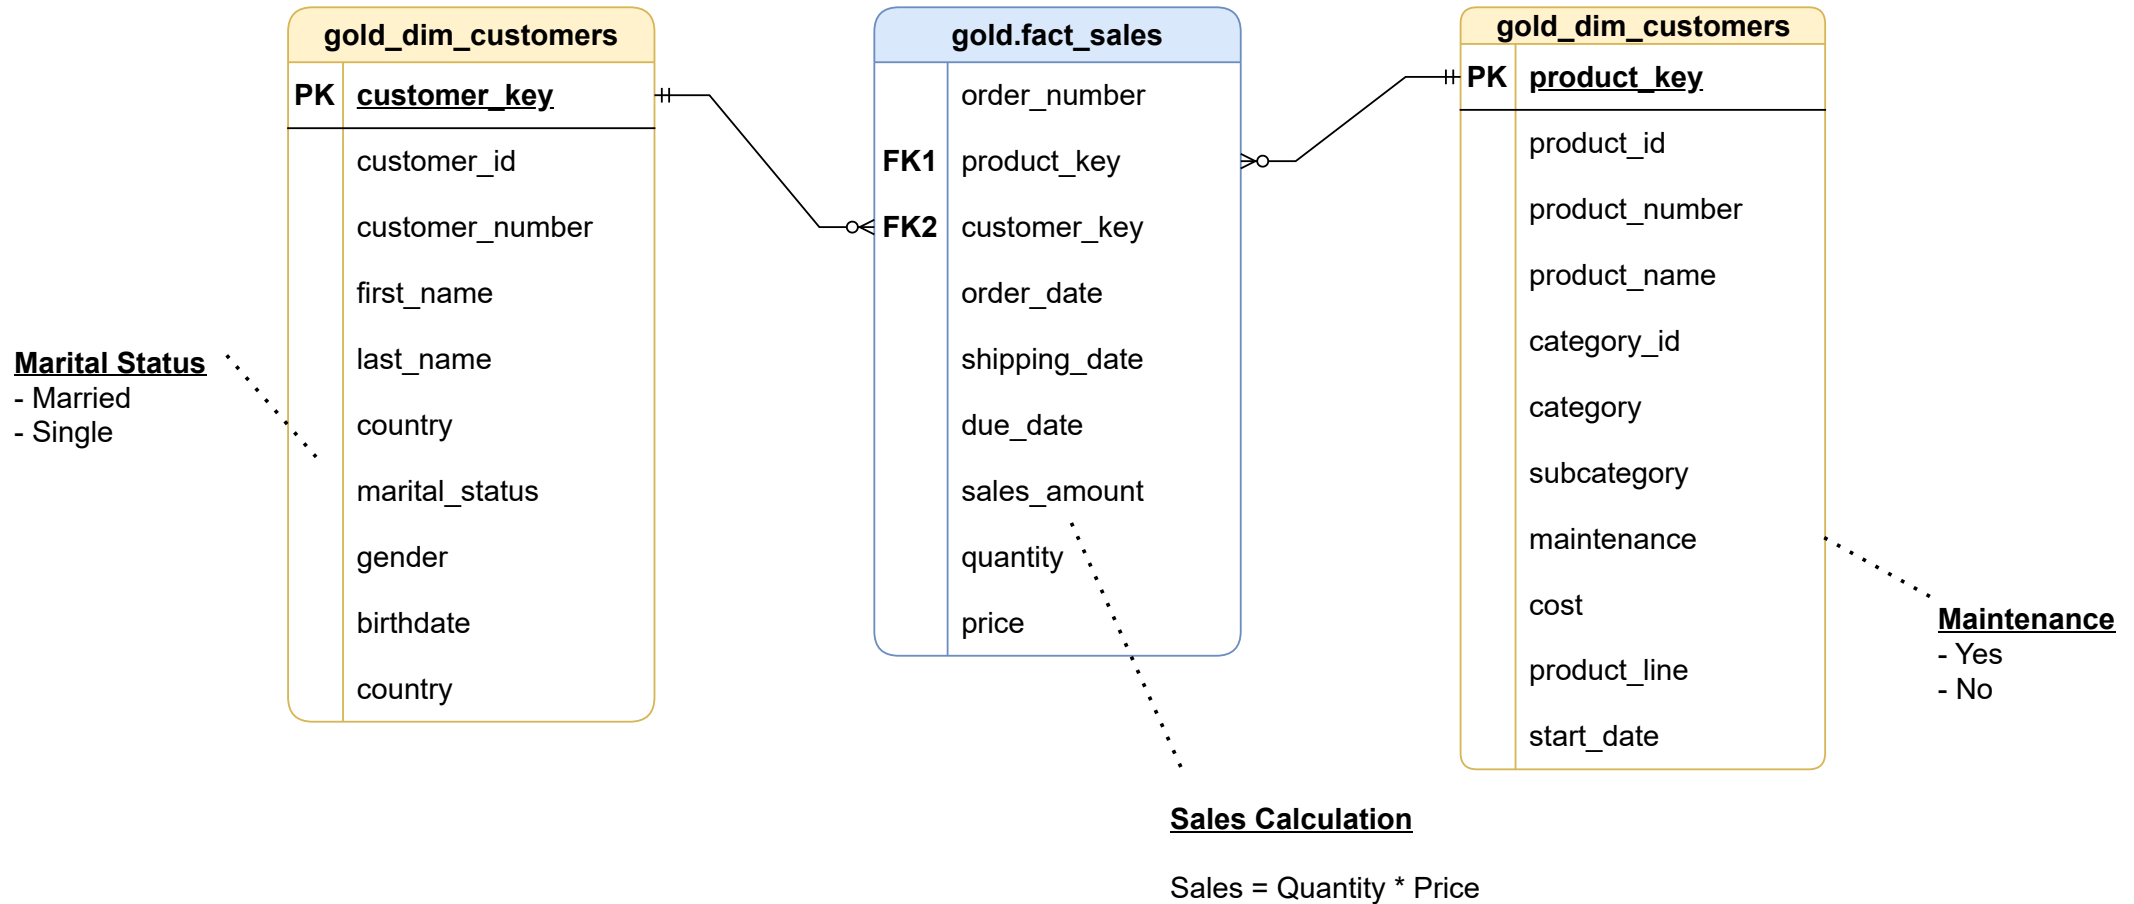 gold_dim_customers
PK customer_key
customer_id
customer_number
first_name
last_name
country
marital_status
gender
birthdate
country
Marital Status
- Married
- Single
gold.fact_sales
order_number
FK1 product_key
FK2 customer_key
order_date
shipping_date
due_date
sales_amount
quantity
price
Sales Calculation
Sales = Quantity * Price
gold_dim_customers
PK product_key
product_id
product_number
product_name
category_id
category
subcategory
maintenance
cost
product_line
start_date
Maintenance
- Yes
- No